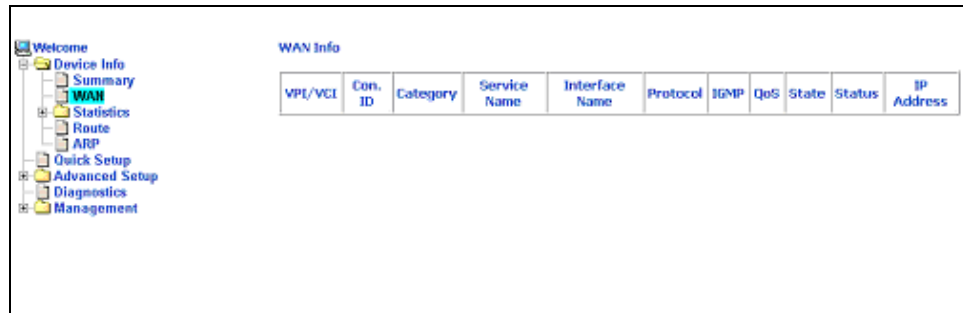 Welcome
Device Info
Summary
WAN
Statistics
Route
ARP
Quick Setup
Advanced Setup
Diagnostics
Management
WAN Info
VPI/VCI Con. ID Category Service Name Interface Name Protocol IGMP QoS State Status IP Address